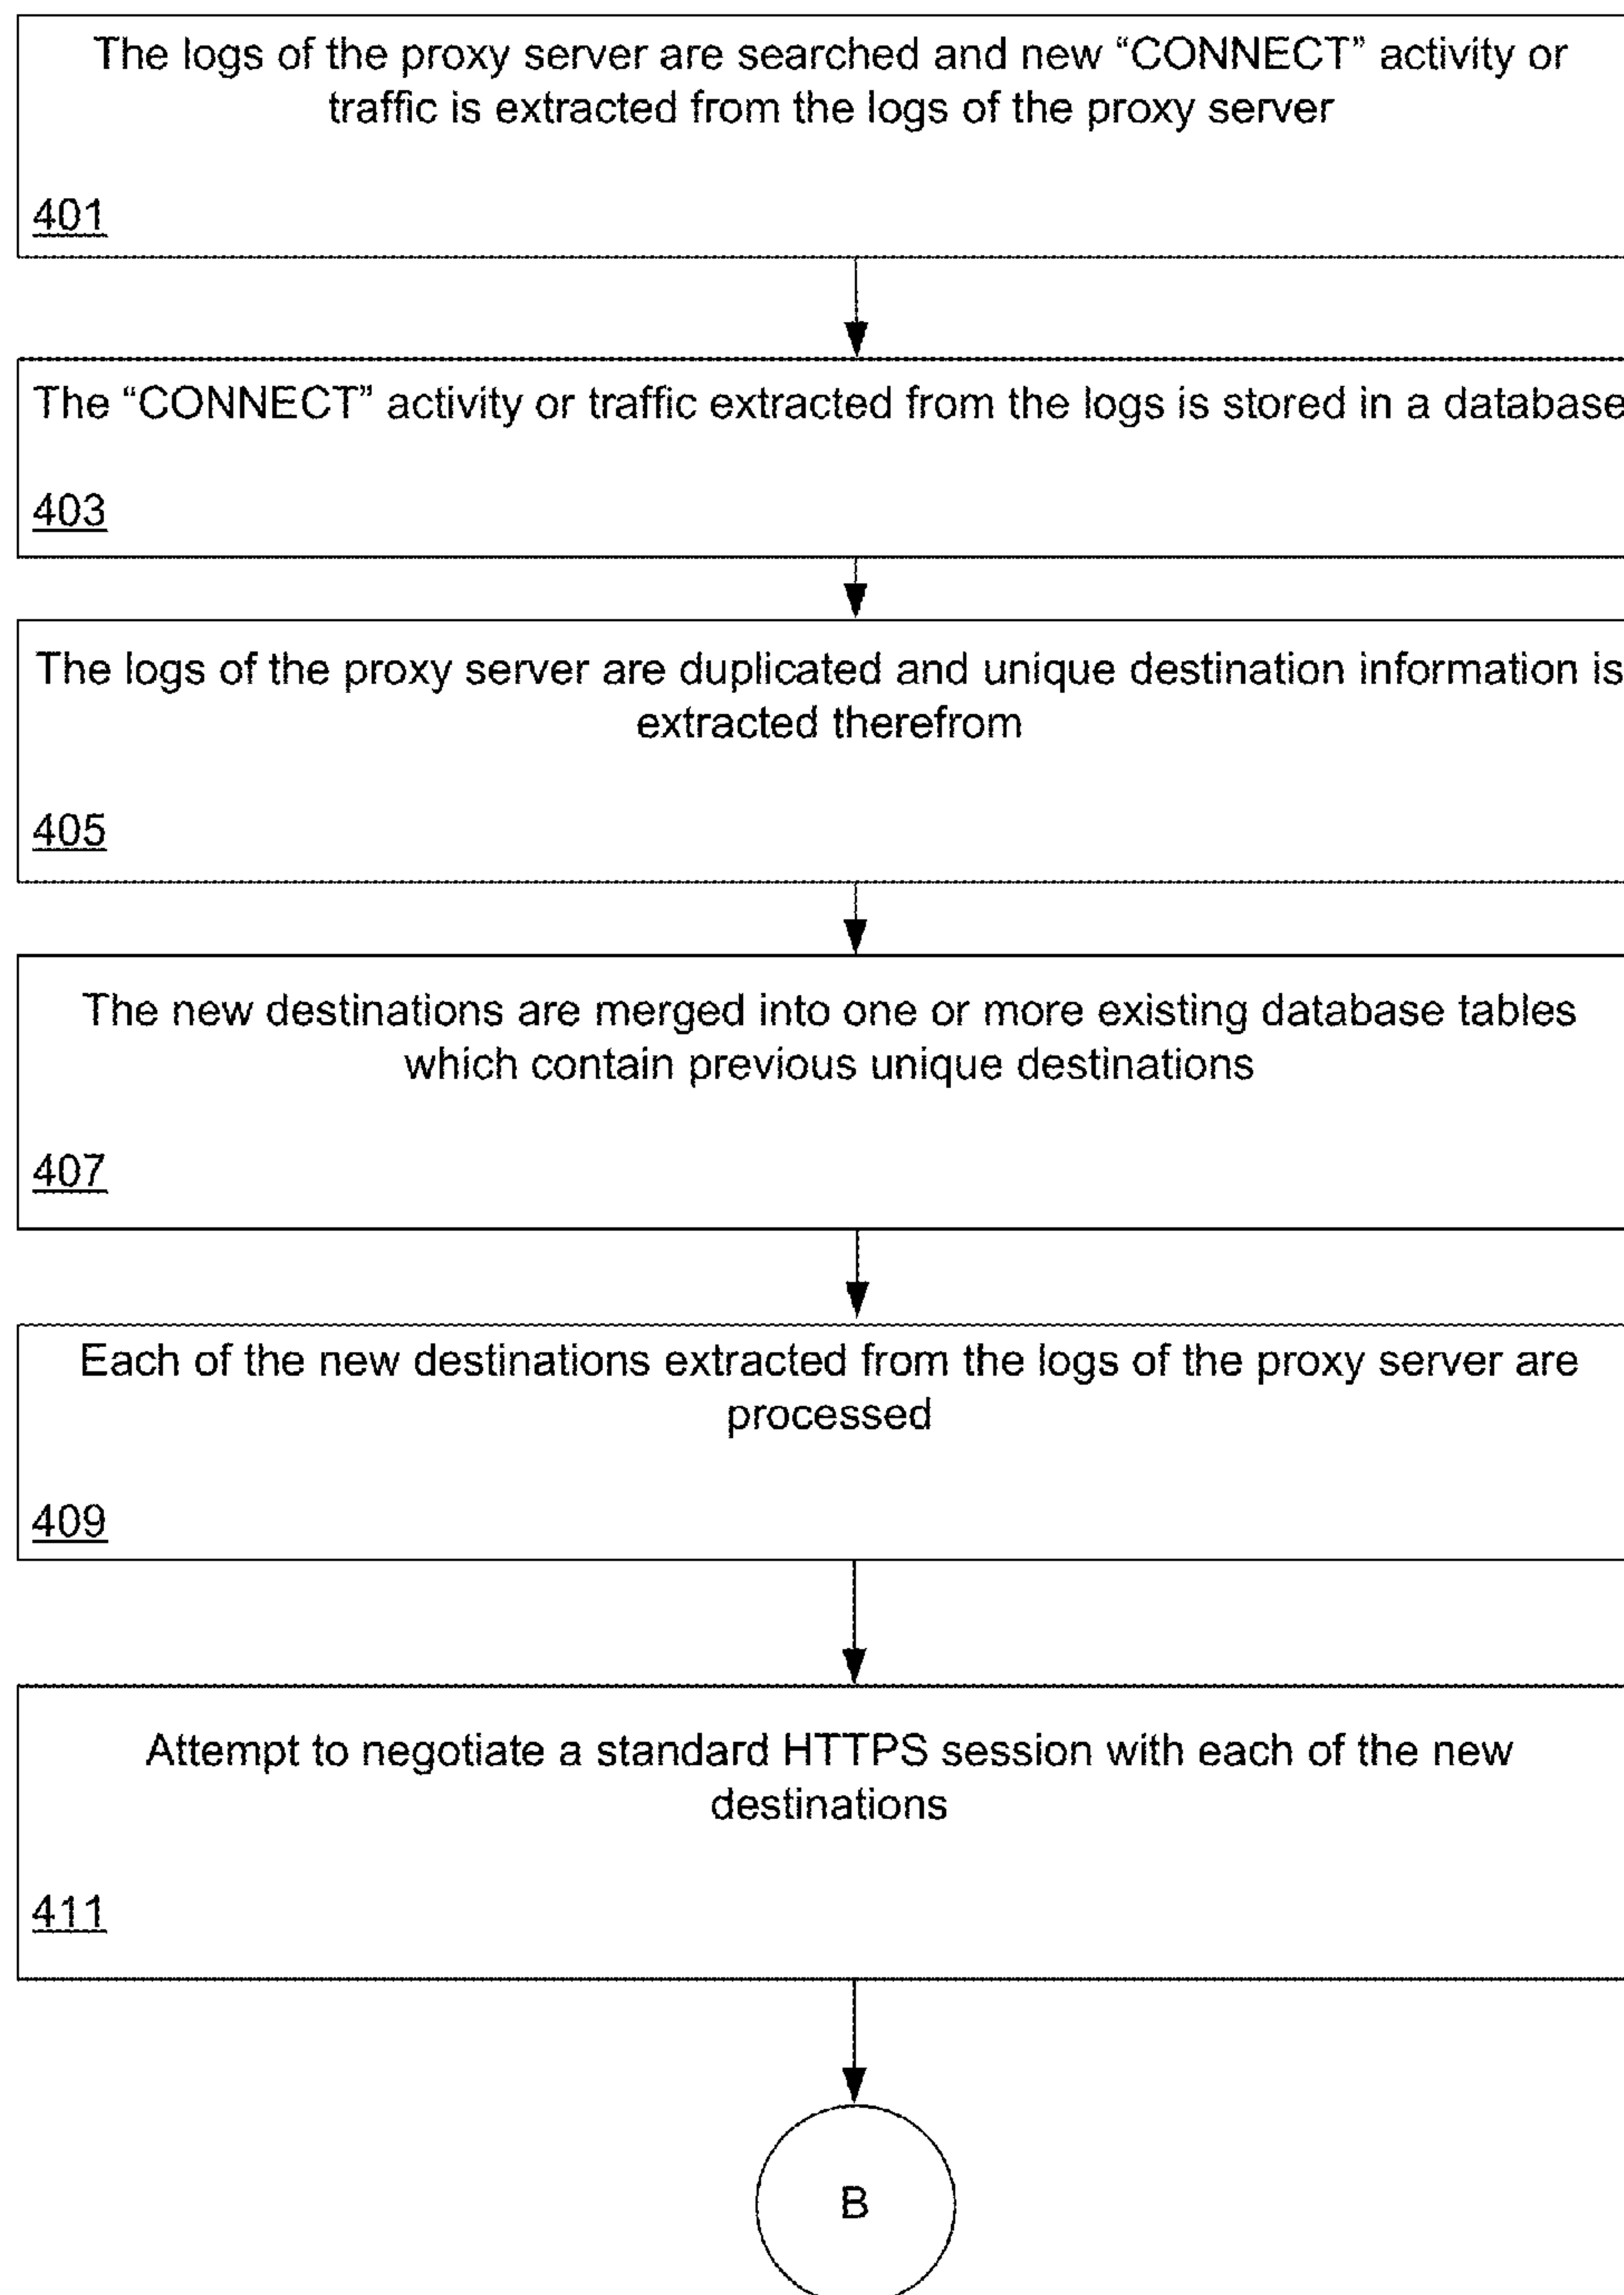 The logs of the proxy server are searched and new “CONNECT” activity or
traffic is extracted from the logs of the proxy server
401
The “CONNECT” activity or traffic extracted from the logs is stored in a database
403
The logs of the proxy server are duplicated and unique destination information is
extracted therefrom
405
The new destinations are merged into one or more existing database tables
which contain previous unique destinations
407
Each of the new destinations extracted from the logs of the proxy server are
processed
409
Attempt to negotiate a standard HTTPS session with each of the new
destinations
411
B